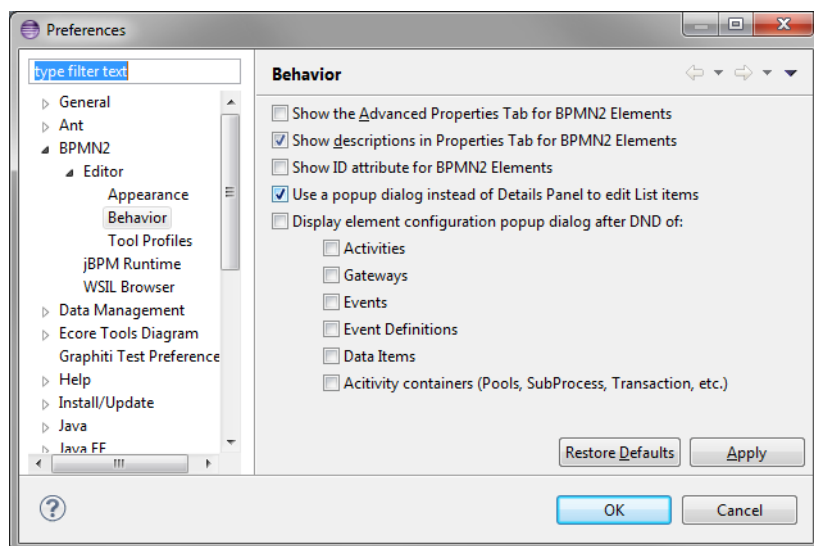 Preferences
type filter text
General
Ant
BPMN2
Editor
Appearance
Behavior
Tool Profiles
jBPM Runtime
WSIL Browser
Data Management
Ecore Tools Diagram
Graphiti Test Preference
Help
Install/Update
Java
Java EE
Behavior
Show the Advanced Properties Tab for BPMN2 Elements
Show descriptions in Properties Tab for BPMN2 Elements
Show ID attribute for BPMN2 Elements
Use a popup dialog instead of Details Panel to edit List items
Display element configuration popup dialog after DND of:
Activities
Gateways
Events
Event Definitions
Data Items
Acitivity containers (Pools, SubProcess, Transaction, etc.)
Restore Defaults
Apply
?
OK
Cancel